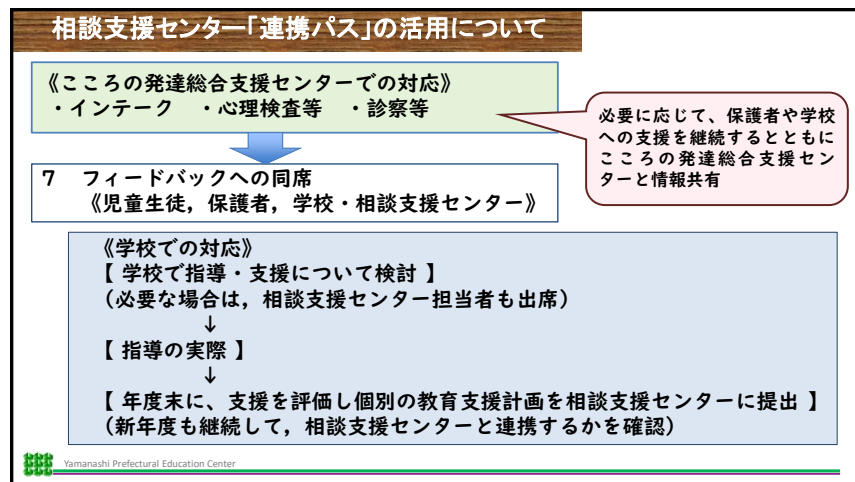 相談支援センター「連携パス」の活用について
《こころの発達総合支援センターでの対応》
・インテーク　・心理検査等　・診察等
必要に応じて、保護者や学校
への支援を継続するとともに
こころの発達総合支援セン
ターと情報共有
７　フィードバックへの同席
《児童生徒，保護者，学校・相談支援センター》
《学校での対応》
【 学校で指導・支援について検討 】
（必要な場合は，相談支援センター担当者も出席）
↓
【 指導の実際 】
↓
【 年度末に、支援を評価し個別の教育支援計画を相談支援センターに提出 】
（新年度も継続して，相談支援センターと連携するかを確認）
Yamanashi Prefectural Education Center